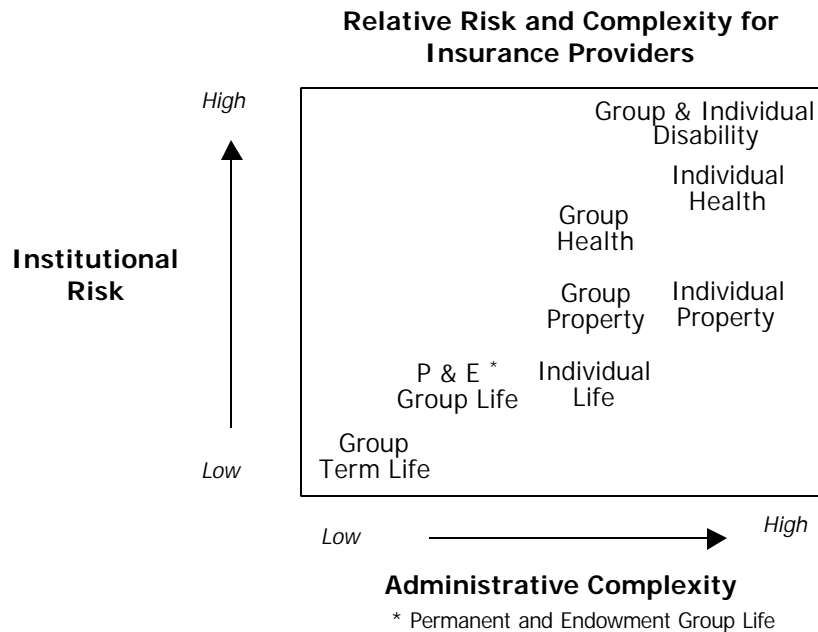 Relative Risk and Complexity for
Insurance Providers
High
Group & Individual
Disability
Individual
Health
Group
Health
Institutional
Risk
Group
Property
Individual
Property
P & E *
Group Life
Individual
Life
Group
Term Life
Low
Low
High
Administrative Complexity
* Permanent and Endowment Group Life